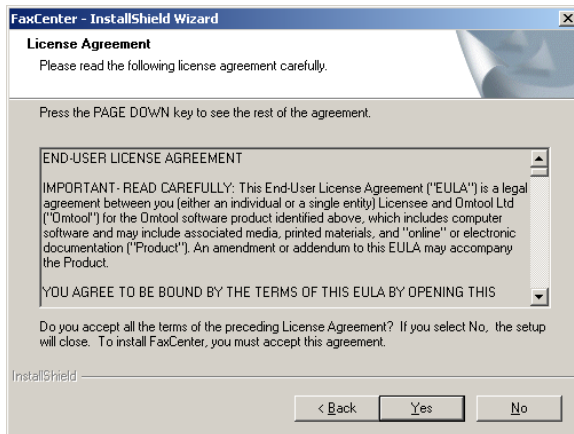 FaxCenter - InstallShield Wizard
License Agreement
Please read the following license agreement carefully.
Press the PAGE DOWN key to see the rest of the agreement.
END-USER LICENSE AGREEMENT
IMPORTANT- READ CAREFULLY: This End-User License Agreement ("EULA") is a legal
agreement between you (either an individual or a single entity) Licensee and Omtool Ltd
("Omtool") for the Omtool software product identified above, which includes computer
software and may include associated media, printed materials, and "online" or electronic
documentation ("Product"). An amendment or addendum to this EULA may accompany
the Product.
YOU AGREE TO BE BOUND BY THE TERMS OF THIS EULA BY OPENING THIS
Do you accept all the terms of the preceding License Agreement? If you select No, the setup
will close. To install FaxCenter, you must accept this agreement.
InstallShield
< Back Yes No